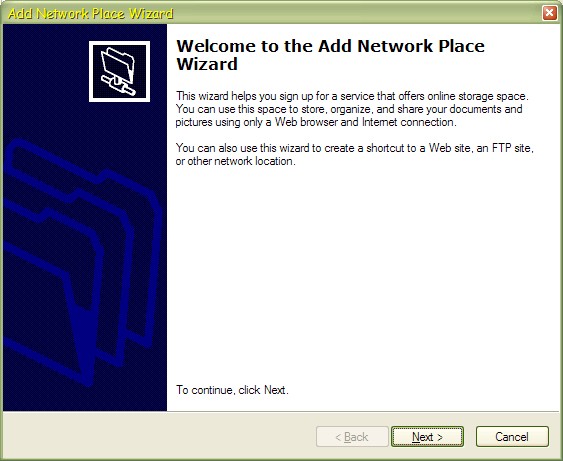 Add Network Place Wizard
Welcome to the Add Network Place
Wizard
This wizard helps you sign up for a service that offers online storage space.
You can use this space to store, organize, and share your documents and
pictures using only a Web browser and Internet connection.
You can also use this wizard to create a shortcut to a Web site, an FTP site,
or other network location.
To continue, click Next.
< Back
Next >
Cancel